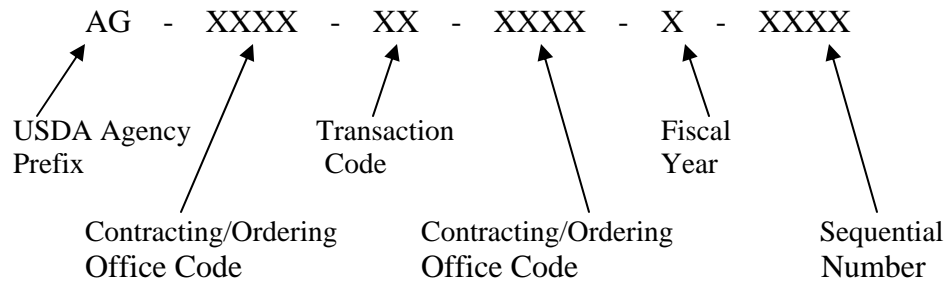 AG - XXXX - XX - XXXX - X - XXXX
USDA Agency
Prefix
Transaction
Code
Fiscal
Year
Contracting/Ordering
Office Code
Contracting/Ordering
Office Code
Sequential
Number